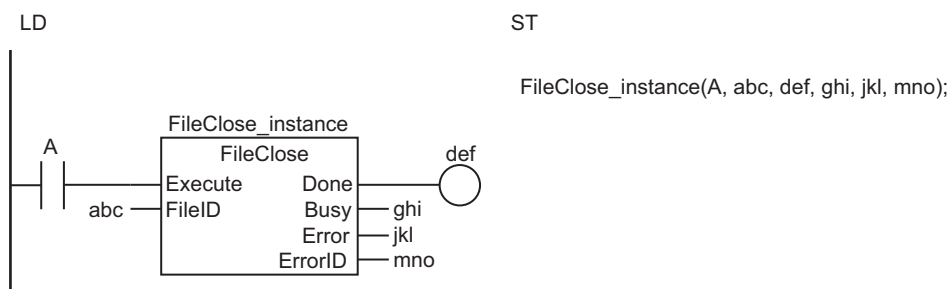 LD
ST
FileClose_instance(A, abc, def, ghi, jkl, mno);
FileClose_instance
A
FileClose
def
Execute
Done
abc
FileID
Busy
ghi
Error
jkl
ErrorID
mno